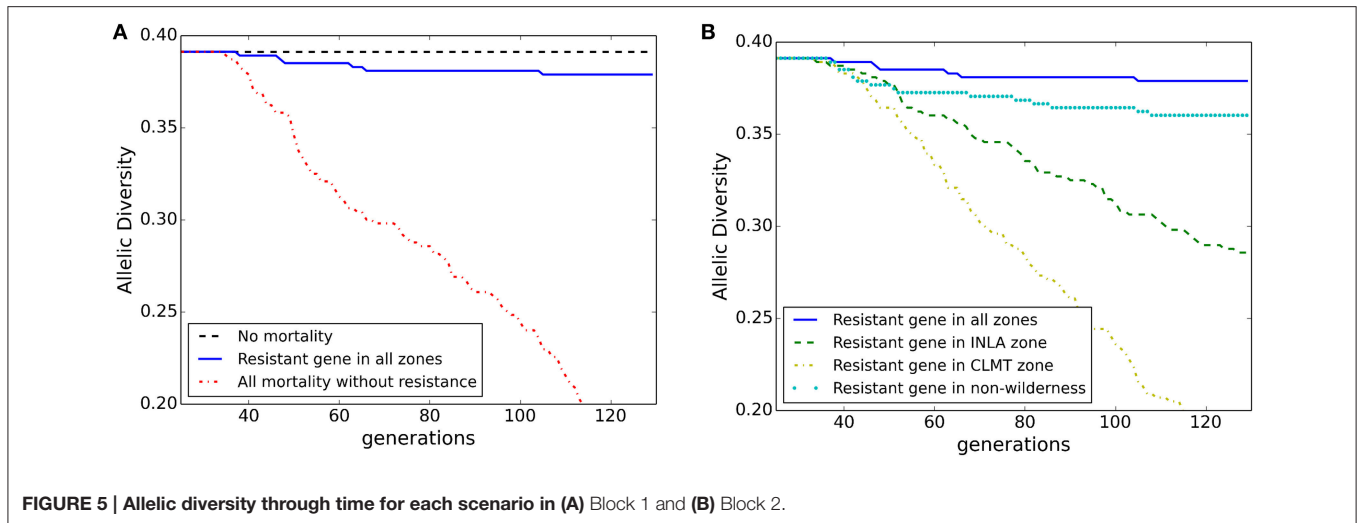 A
0.40
0.35
0.30
0.25
0.20
Allelic Diversity
No mortality
Resistant gene in all zones
All mortality without resistance
40
60
80
100
120
generations
B
0.40
0.35
0.30
0.25
0.20
Allelic Diversity
Resistant gene in all zones
Resistant gene in INLA zone
Resistant gene in CLMT zone
Resistant gene in non-wilderness
40
60
80
100
120
generations
FIGURE 5 | Allelic diversity through time for each scenario in (A) Block 1 and (B) Block 2.